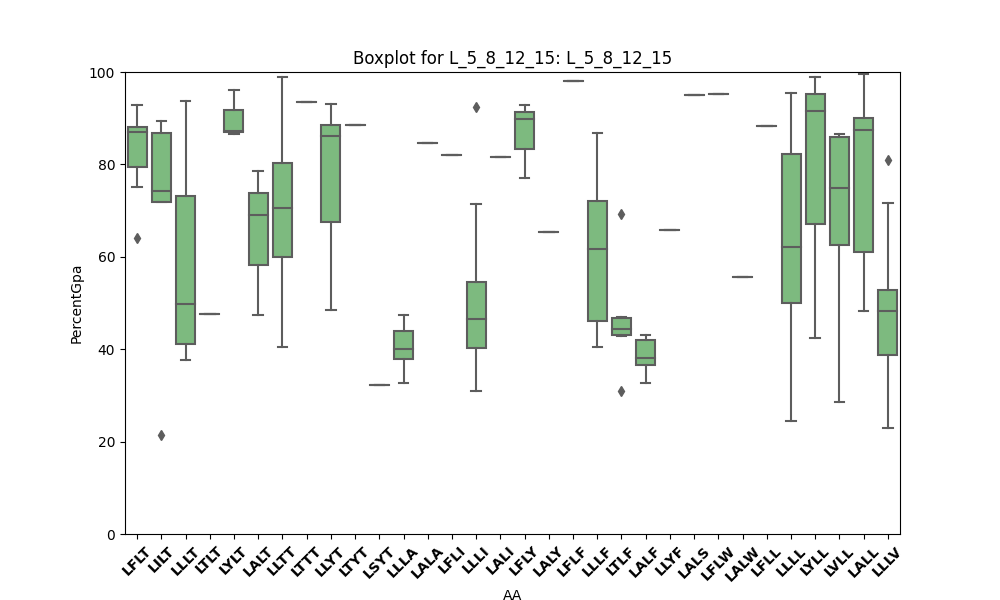 Boxplot for L_5_8_12_15: L_5_8_12_15
100
80
60
40
20
0
PercentGpa
LFLT LILT LLLT LTLT LYLT LALT LLTT LTTT LLYT LTYT LSYT LLLA LALA LFLI LLLI LALI LFLY LALY LFLF LLLF LTLF LALF LLYF LALS LFLW LALW LFLL LLLL LYLL LVLL LALL LLLV
AA